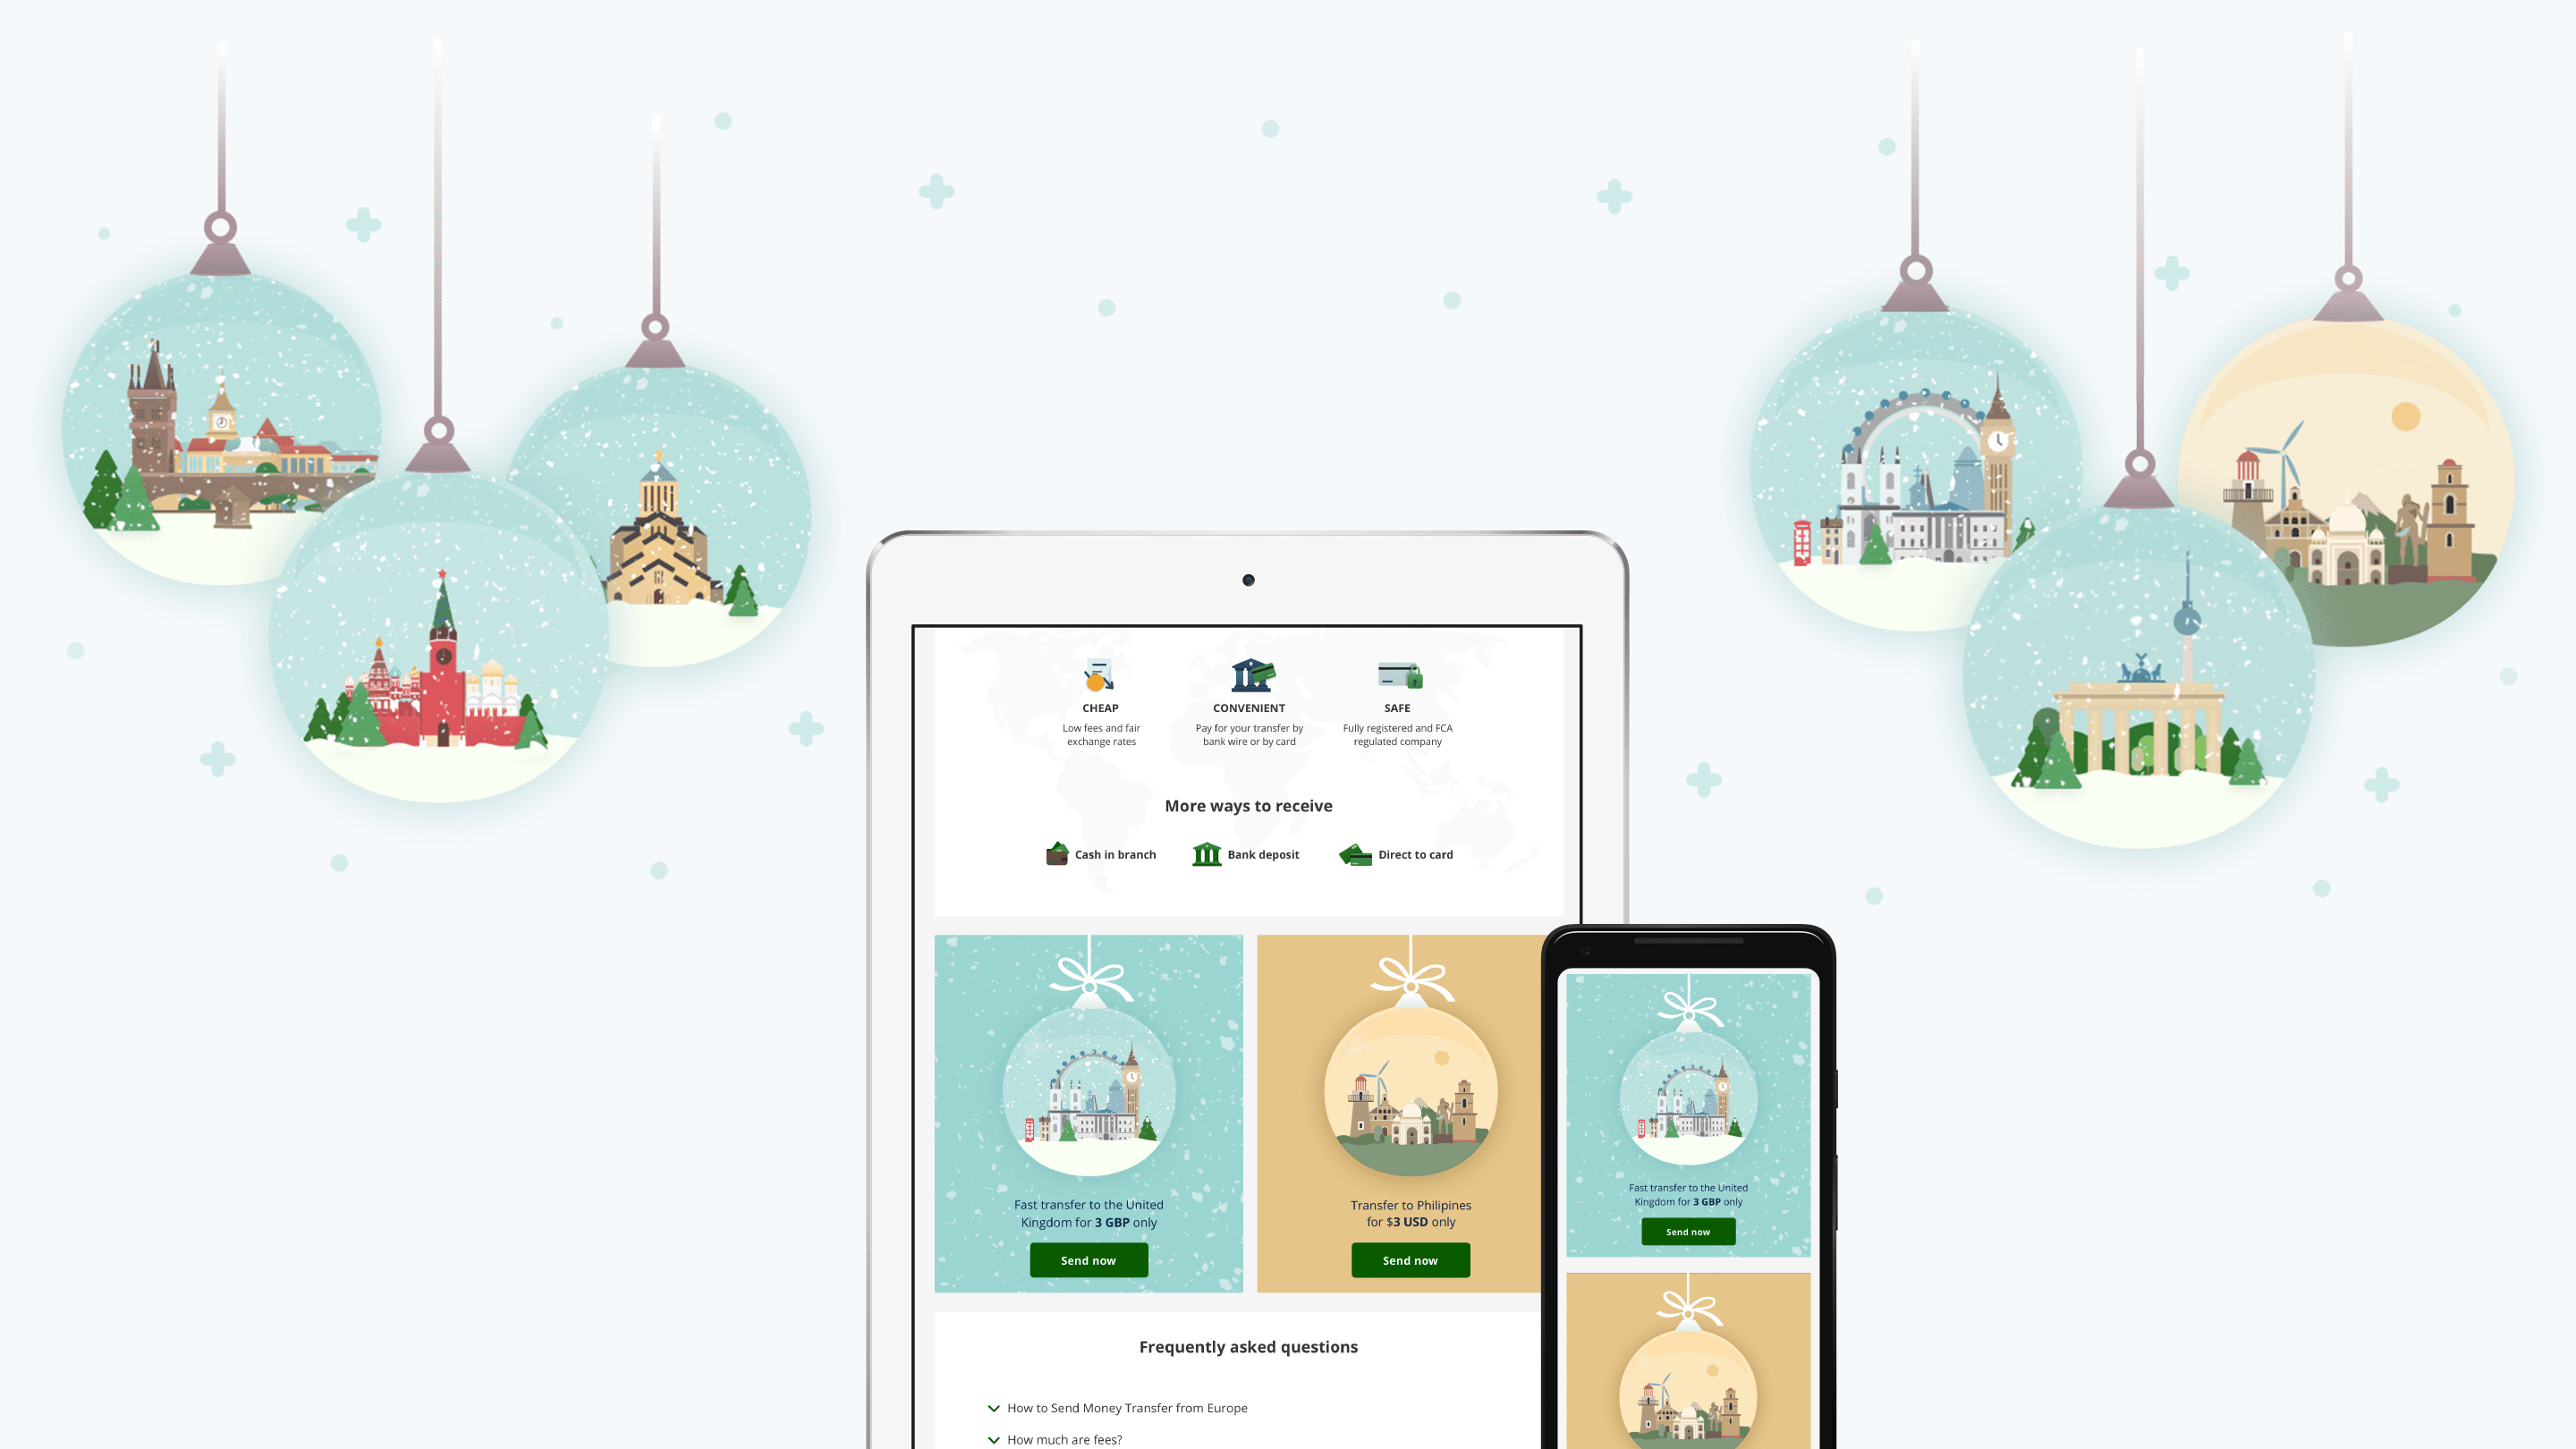 CHEAP
Low fees and fair
exchange rates
CONVENIENT
Pay for your transfer by
bank wire or by card
SAFE
Fully registered and FCA
regulated company
More ways to receive
Cash in branch
Bank deposit
Direct to card
Fast transfer to the United
Kingdom for 3 GBP only
Send now
Transfer to Philipines
for $3 USD only
Send now
Frequently asked questions
How to Send Money Transfer from Europe
How much are fees?
Fast transfer to the United
Kingdom for 3 GBP only
Send now